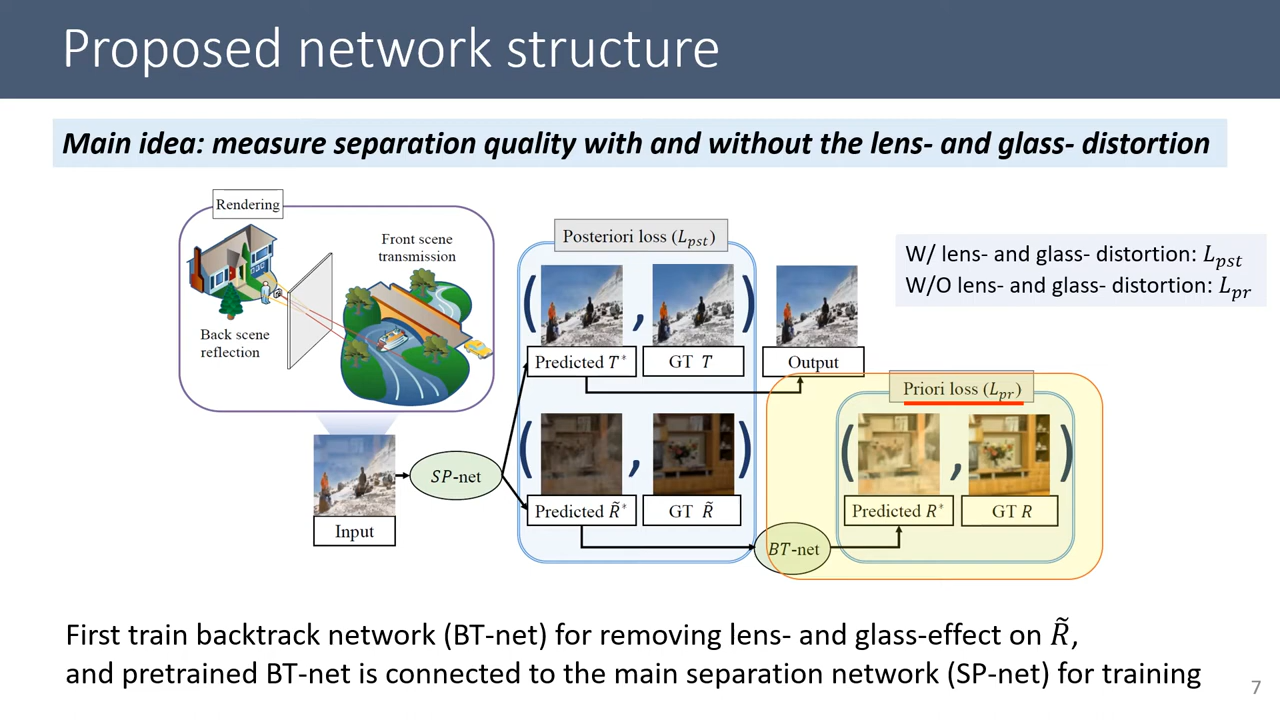 Proposed network structure
Main idea: measure separation quality with and without the lens- and glass- distortion
Rendering
Front scene
transmission
Back scene
reflection
Posteriori loss (L_pst)
W/ lens- and glass- distortion: L_pst
W/O lens- and glass- distortion: L_pr
( , )
Predicted T*
GT T
Output
Priori loss (L_pr)
Input
SP-net
( , )
Predicted R̃*
GT R̃
BT-net
( , )
Predicted R*
GT R
First train backtrack network (BT-net) for removing lens- and glass-effect on R̃,
and pretrained BT-net is connected to the main separation network (SP-net) for training
7